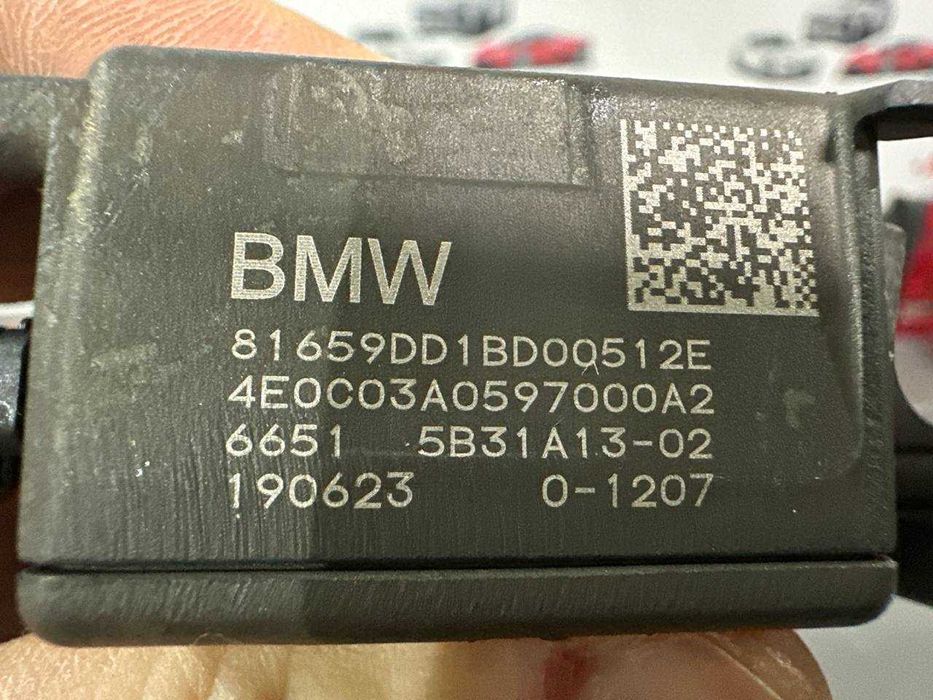 BMW
81659DD1BD00512E
4E0C03A0597000A2
6651 5B31A13-02
190623 0-1207